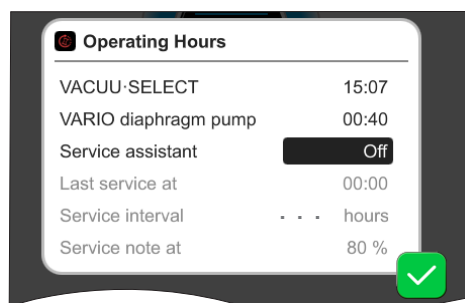 Operating Hours
VACUU·SELECT 15:07
VARIO diaphragm pump 00:40
Service assistant Off
Last service at 00:00
Service interval - - - hours
Service note at 80 %